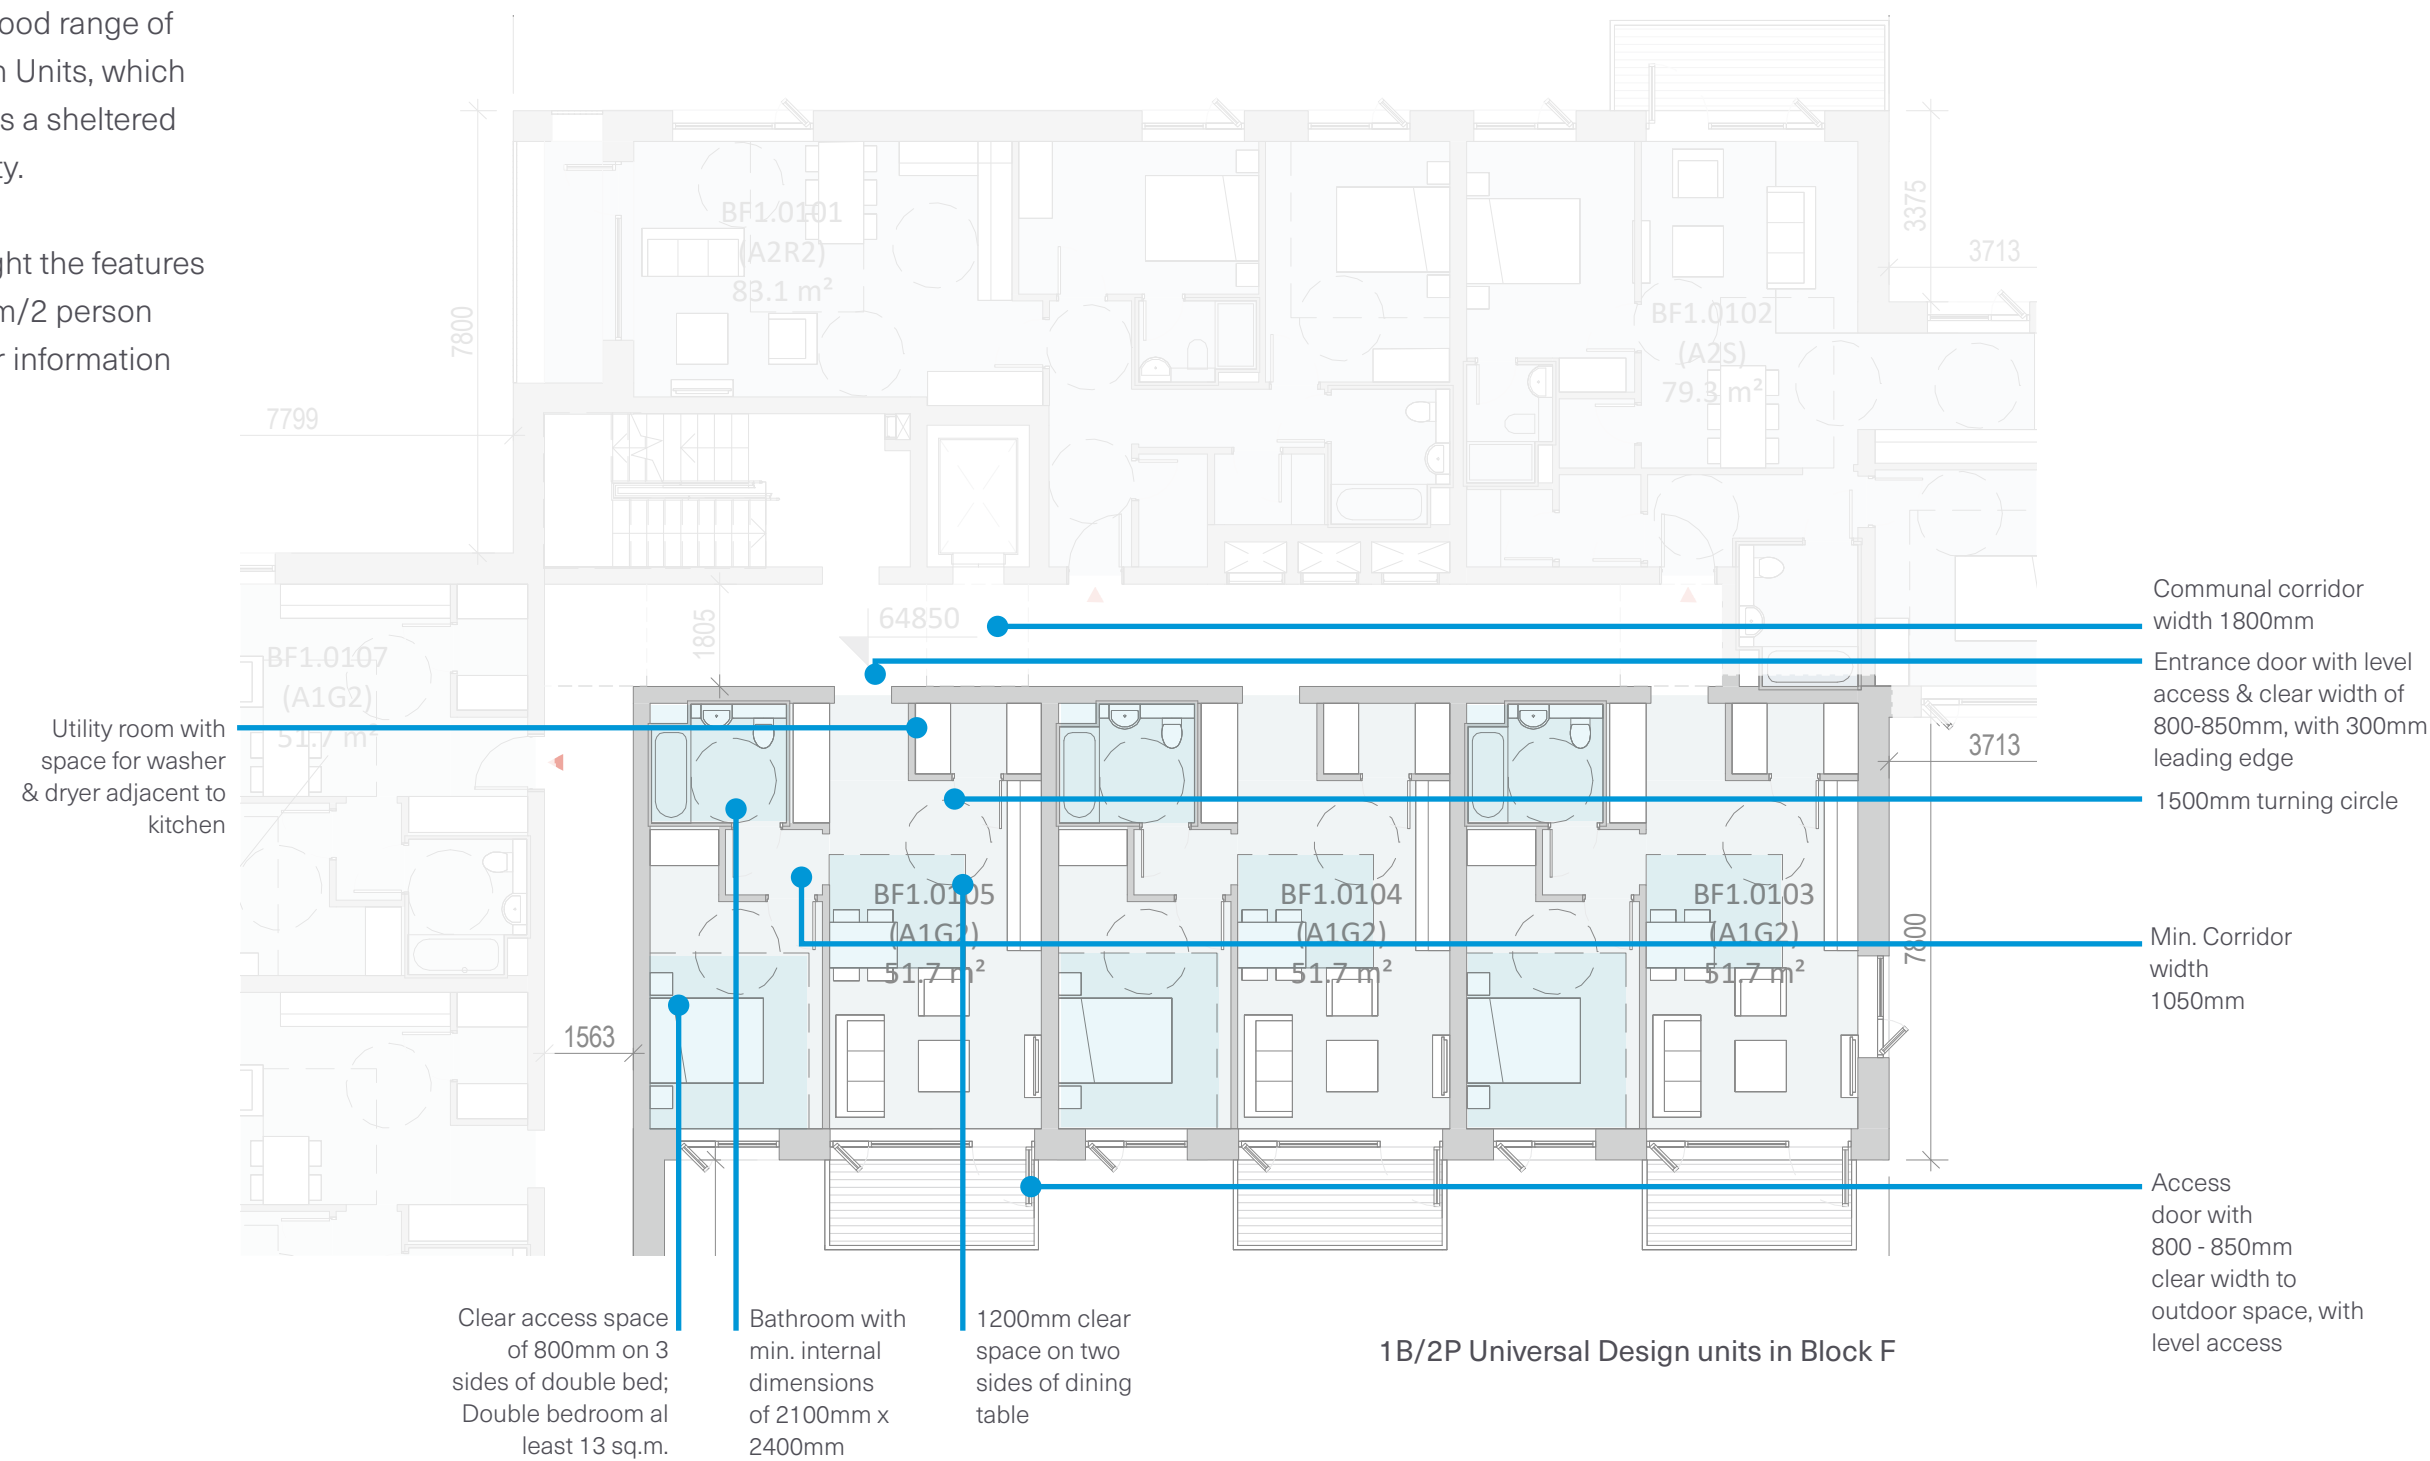 ood range of
n Units, which
s a sheltered
ty.
ght the features
m/2 person
r information
BF1.0101
(A2R2)
83.1 m²
BF1.0102
(A2S)
79.3 m²
3375
3713
7800
7799
1805
64850
BF1.0107
(A1G2)
51.7 m²
Utility room with
space for washer
& dryer adjacent to
kitchen
Communal corridor
width 1800mm
Entrance door with level
access & clear width of
800-850mm, with 300mm
leading edge
3713
1500mm turning circle
BF1.0105
(A1G2)
51.7 m²
BF1.0104
(A1G2)
51.7 m²
BF1.0103
(A1G2)
51.7 m²
7800
Min. Corridor
width
1050mm
1563
Access
door with
800 - 850mm
clear width to
outdoor space, with
level access
Clear access space
of 800mm on 3
sides of double bed;
Double bedroom al
least 13 sq.m.
Bathroom with
min. internal
dimensions
of 2100mm x
2400mm
1200mm clear
space on two
sides of dining
table
1B/2P Universal Design units in Block F